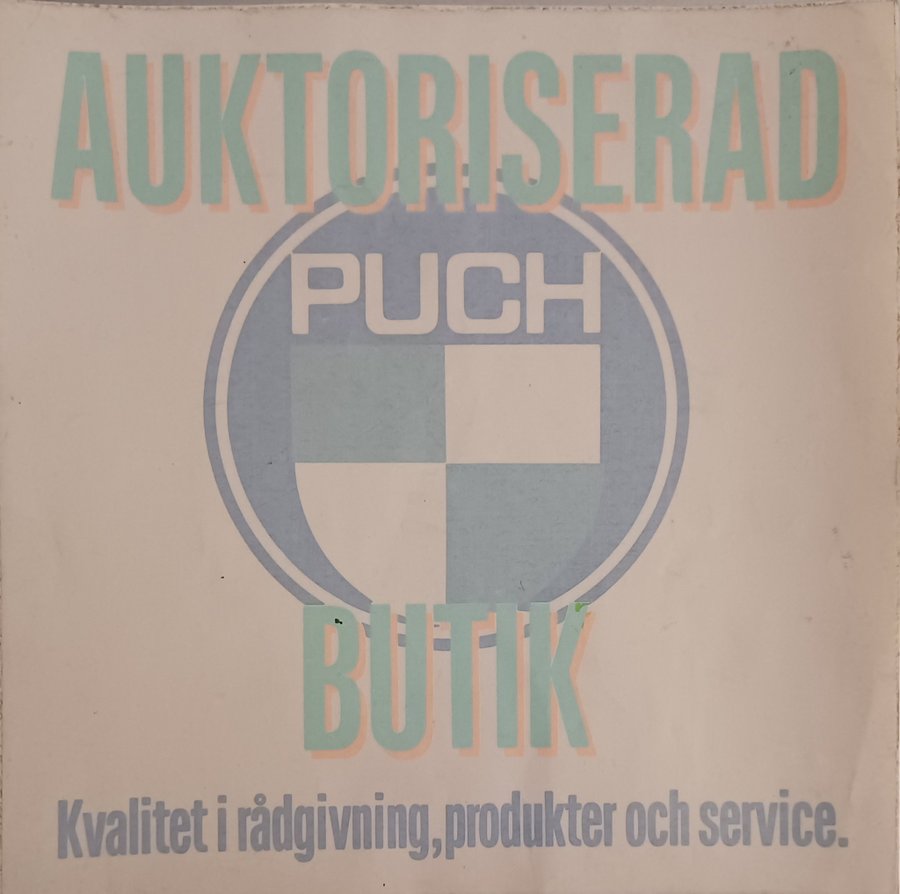 AUKTORISERAD
PUCH
BUTIK
Kvalitet i rådgivning, produkter och service.